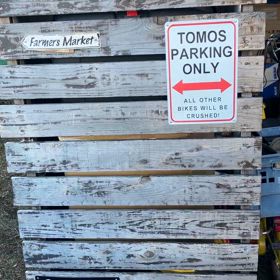 Farmers Market
TOMOS
PARKING
ONLY
ALL OTHER
BIKES WILL BE
CRUSHED!